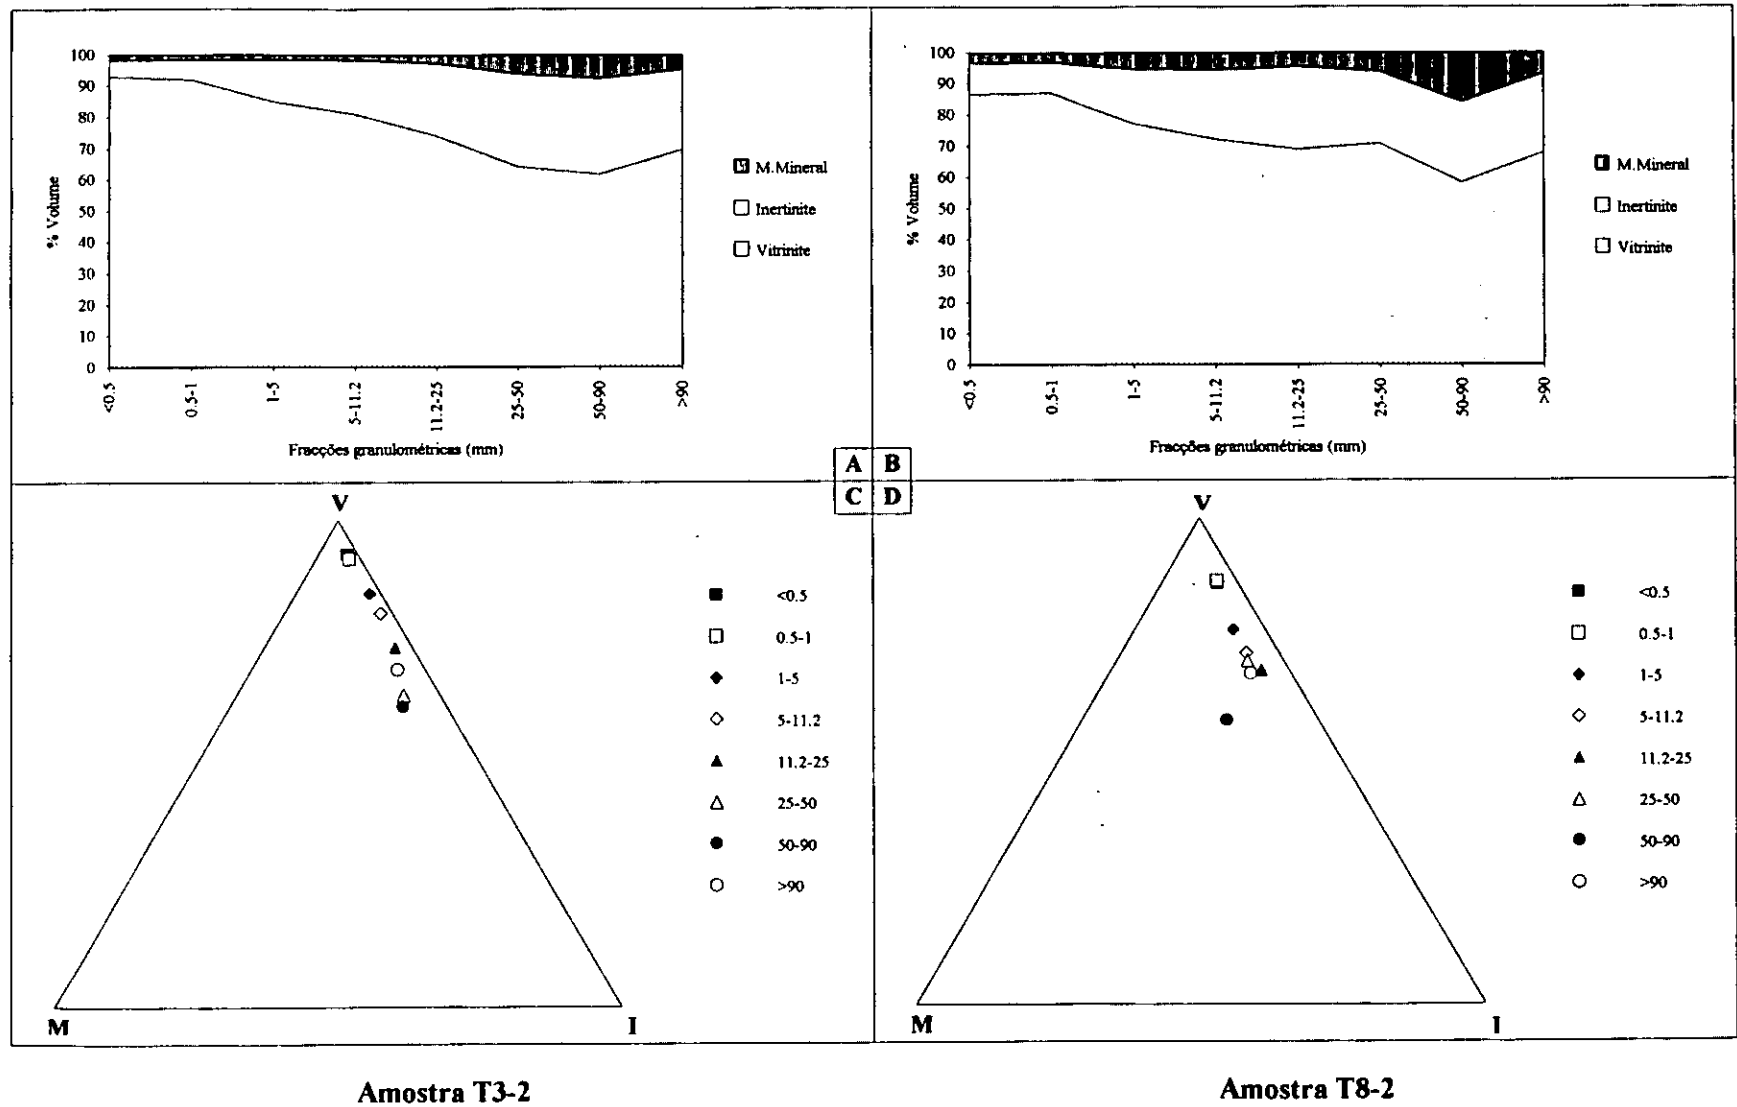 100
90
80
70
60
50
40
30
20
10
0
% Volume
<0.5
0.5-1
1-5
5-11.2
11.2-25
25-50
50-90
>90
Fracções granulométricas (mm)
M.Mineral
Inertinite
Vitrinite
100
90
80
70
60
50
40
30
20
10
0
% Volume
<0.5
0.5-1
1-5
5-11.2
11.2-25
25-50
50-90
>90
Fracções granulométricas (mm)
M.Mineral
Inertinite
Vitrinite
A B
C D
V
M
I
<0.5
0.5-1
1-5
5-11.2
11.2-25
25-50
50-90
>90
V
M
I
<0.5
0.5-1
1-5
5-11.2
11.2-25
25-50
50-90
>90
Amostra T3-2
Amostra T8-2